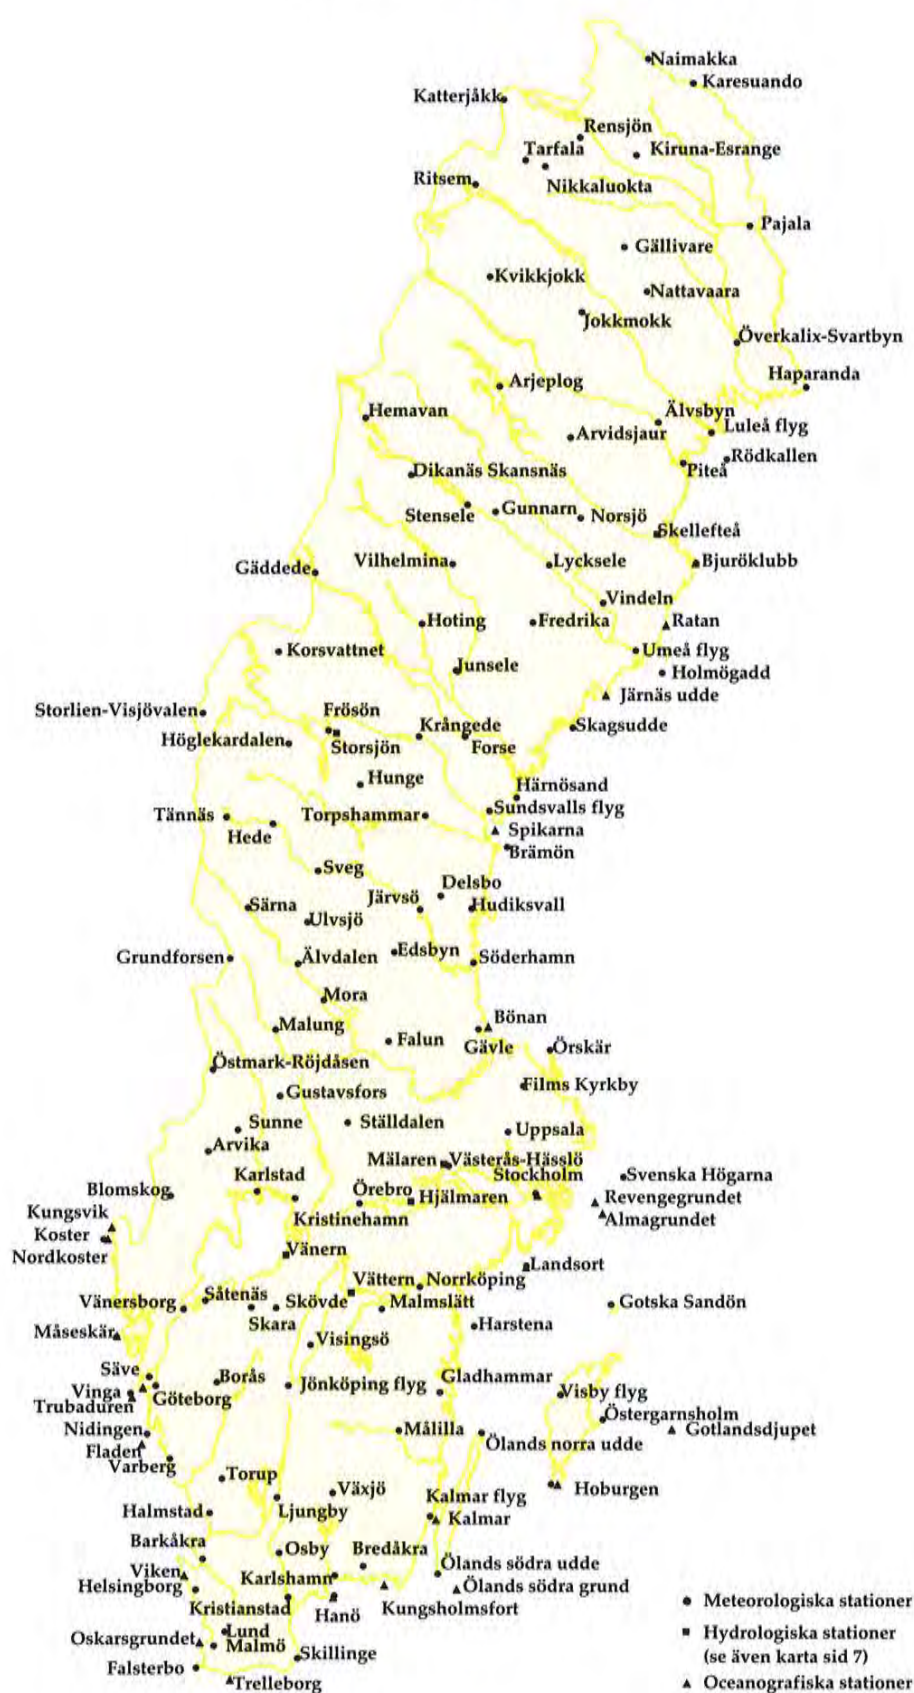 Naimakka
Karesuando
Katterjåkk
Rensjön
Tarfala
Kiruna-Esrange
Ritsem
Nikkaluokta
Pajala
Gällivare
Kvikkjokk
Nattavaara
Jokkmokk
Överkalix-Svartbyn
Haparanda
Arjeplog
Hemavan
Älvsbyn
Luleå flyg
Arvidsjaur
Rödkallen
Piteå
Dikanäs Skansnäs
Gunnarn
Stensele
Norsjö
Skellefteå
Vilhelmina
Lycksele
Bjuröklubb
Gäddede
Vindeln
Hoting
Fredrika
Ratan
Korsvattnet
Umeå flyg
Junsele
Holmögadd
Järnäs udde
Storlien-Visjövalen
Frösön
Krångede
Skagsudde
Höglekardalen
Storsjön
Forse
Hunge
Härnösand
Sundsvalls flyg
Tännäs
Torpshammar
Hede
Spikarna
Brämön
Sveg
Delsbo
Järvsö
Särna
Hudiksvall
Ulvsjö
Edsbyn
Grundforsen
Älvdalen
Söderhamn
Mora
Bönan
Malung
Falun
Gävle
Örskär
Östmark-Röjdåsen
Films Kyrkby
Gustavsfors
Sunne
Ställdalen
Uppsala
Arvika
Mälaren
Västerås-Hässlö
Stockholm
Svenska Högarna
Karlstad
Blomskog
Örebro
Hjälmaren
Revengegrundet
Kungsvik
Kristinehamn
Almagrundet
Koster
Nordkoster
Vänern
Landsort
Vättern
Norrköping
Såtenäs
Vänersborg
Skövde
Malmslätt
Gotska Sandön
Skara
Harstena
Måseskär
Visingsö
Säve
Borås
Jönköping flyg
Gladhammar
Vinga
Göteborg
Visby flyg
Trubaduren
Östergarnsholm
Nidingen
Målilla
Gotlandsdjupet
Ölands norra udde
Fladen
Varberg
Torup
Växjö
Hoburgen
Kalmar flyg
Halmstad
Ljungby
Kalmar
Barkåkra
Osby
Bredåkra
Ölands södra udde
Viken
Karlshamn
Helsingborg
Ölands södra grund
Kristianstad
Hanö
Kungsholmsfort
Lund
Oskarsgrundet
Malmö
Skillinge
Falsterbo
Trelleborg
Meteorologiska stationer
Hydrologiska stationer
(se även karta sid 7)
Oceanografiska stationer